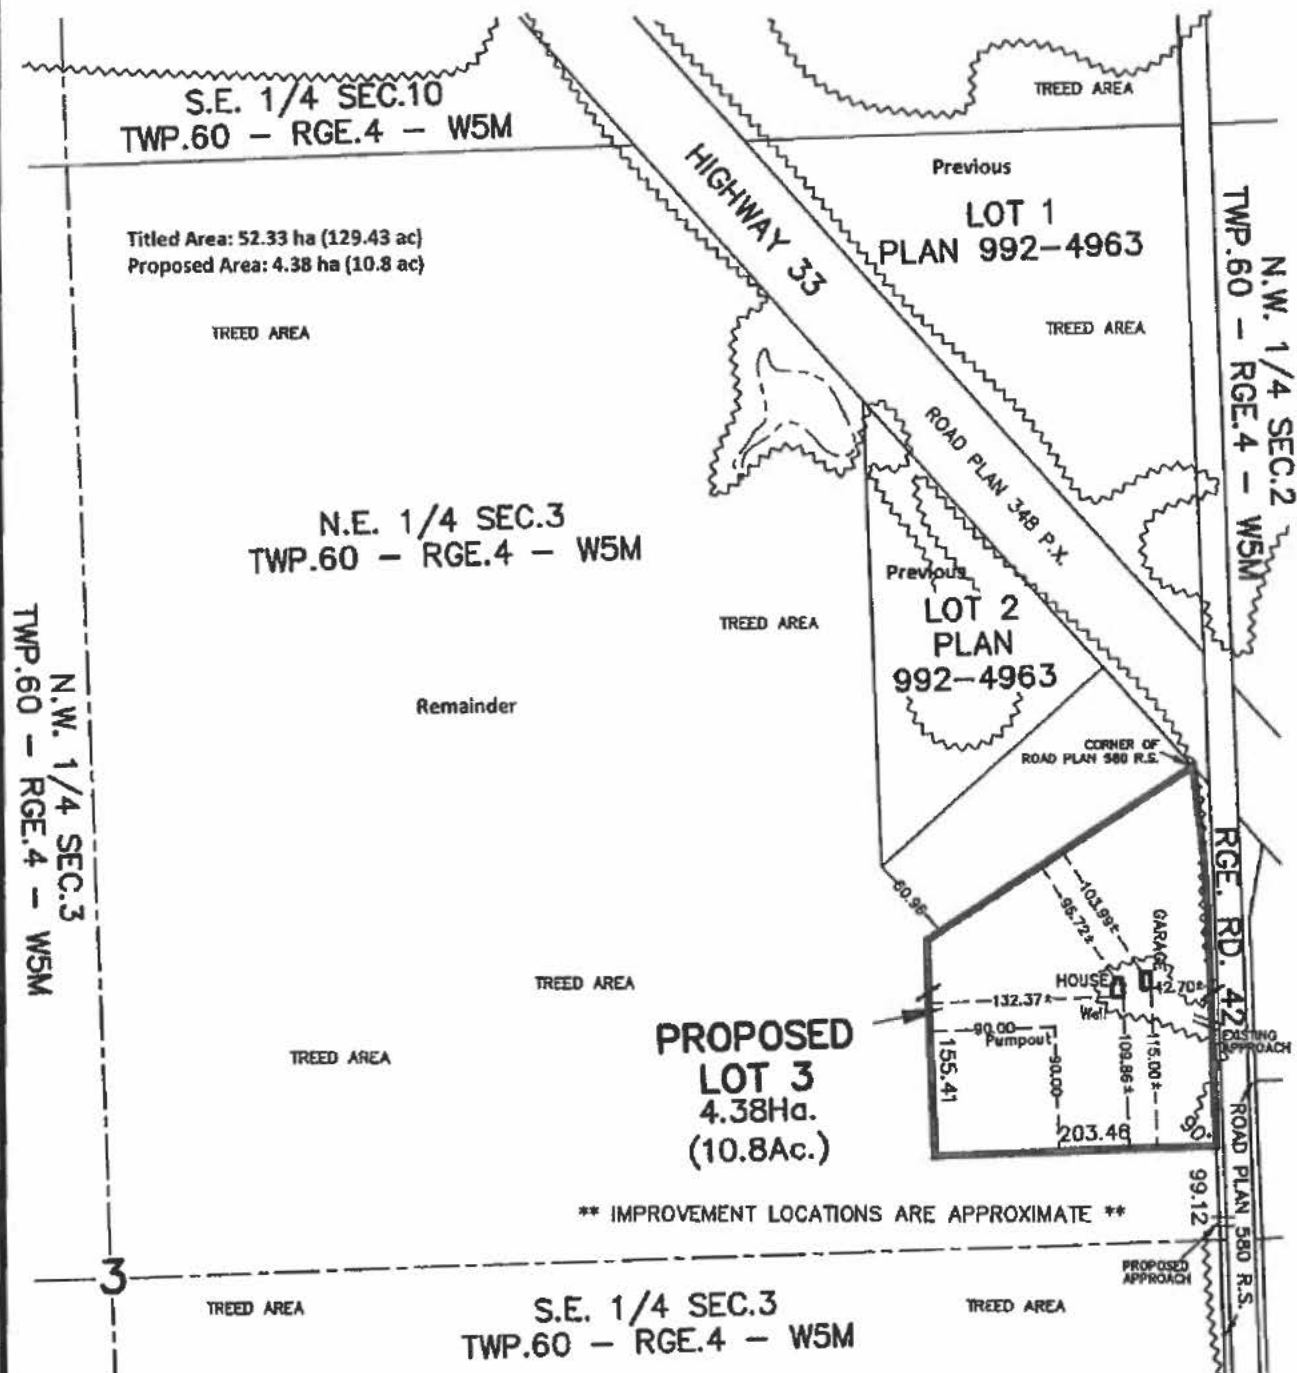 S.E. 1/4 SEC.10
TWP.60 – RGE.4 – W5M
TREED AREA
HIGHWAY 33
Previous
LOT 1
PLAN 992–4963
Titled Area: 52.33 ha (129.43 ac)
Proposed Area: 4.38 ha (10.8 ac)
TREED AREA
TREED AREA
N.W. 1/4 SEC.2
TWP.60 – RGE.4 – W5M
ROAD PLAN 348 P.X.
N.E. 1/4 SEC.3
TWP.60 – RGE.4 – W5M
Previous
LOT 2
PLAN
992–4963
TREED AREA
N.W. 1/4 SEC.3
TWP.60 – RGE.4 – W5M
Remainder
CORNER OF
ROAD PLAN 580 R.S.
RGE. RD. 42
60.96
103.99±
95.72±
GARAGE
HOUSE
42.70±
TREED AREA
132.37±
Well
EXISTING
APPROACH
90.00
Pumpout
90.00
109.86±
115.00±
155.41
PROPOSED
LOT 3
4.38Ha.
(10.8Ac.)
TREED AREA
203.46
90°
ROAD PLAN 580 R.S.
99.12
** IMPROVEMENT LOCATIONS ARE APPROXIMATE **
PROPOSED
APPROACH
3
TREED AREA
S.E. 1/4 SEC.3
TWP.60 – RGE.4 – W5M
TREED AREA